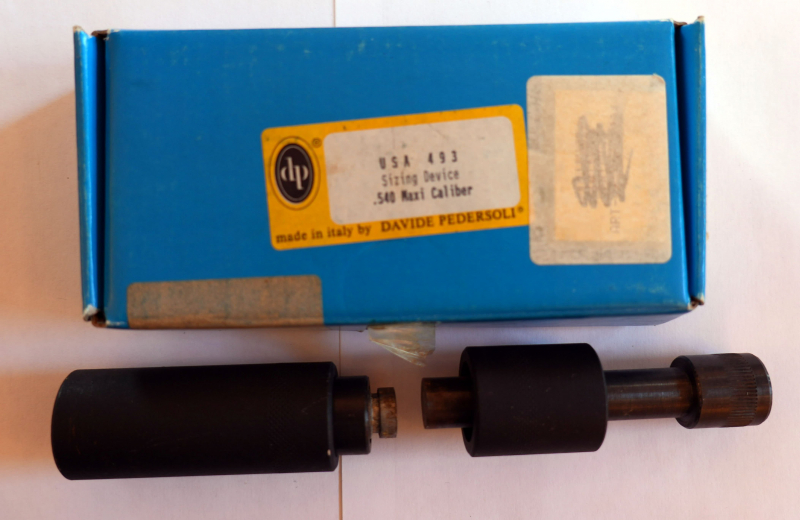 dp®
USA 493
Sizing Device
.540 Maxi Caliber
made in italy by DAVIDE PEDERSOLI®